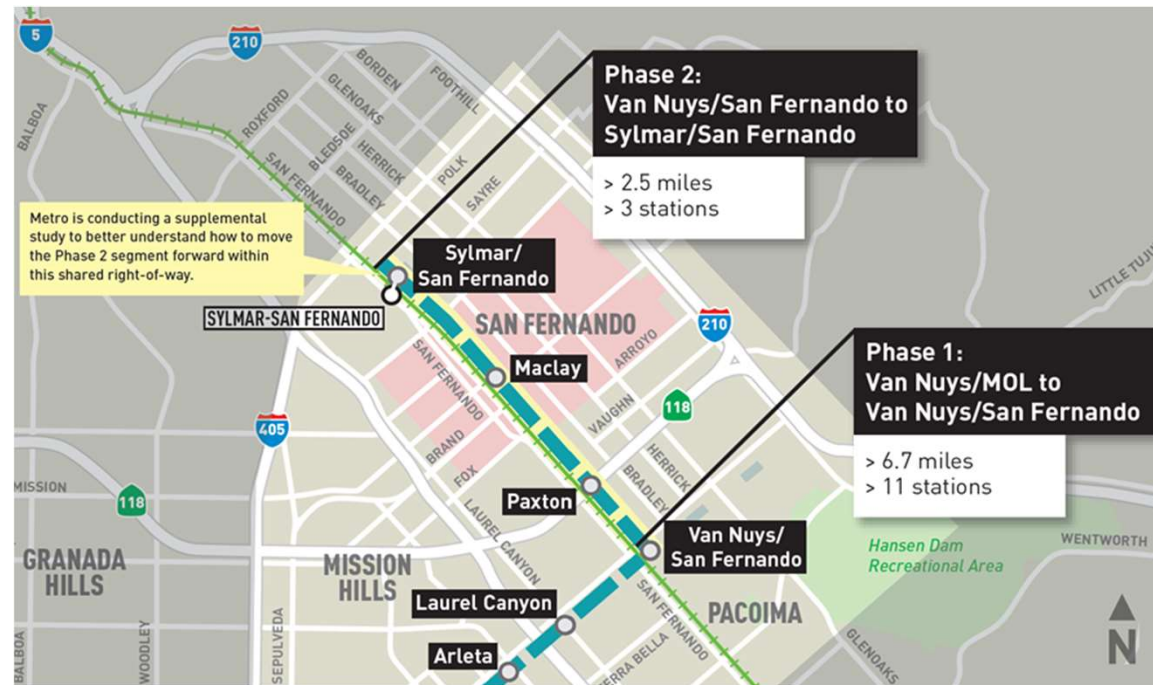 5
210
BORDEN
GLENOAKS
FOOTHILL
ROXFORD
BLEDSOE
HERRICK
BRADLEY
POLK
SAYRE
BALBOA
SAN FERNANDO
Phase 2:
Van Nuys/San Fernando to
Sylmar/San Fernando
> 2.5 miles
> 3 stations
Metro is conducting a supplemental
study to better understand how to move
the Phase 2 segment forward within
this shared right-of-way.
Sylmar/
San Fernando
SYLMAR-SAN FERNANDO
SAN FERNANDO
210
LITTLE TUJU
Maclay
SAN FERNANDO
ARROYO
Phase 1:
Van Nuys/MOL to
Van Nuys/San Fernando
> 6.7 miles
> 11 stations
118
VAUGHN
405
BRAND
FOX
HERRICK
BRADLEY
MISSION
118
Paxton
LAUREL CANYON
Van Nuys/
San Fernando
Hansen Dam
Recreational Area
WENTWORTH
GRANADA
HILLS
MISSION
HILLS
Laurel Canyon
SAN FERNANDO
PACOIMA
GLENOAKS
Arleta
ERRA BELLA
BALBOA
WOODLEY
SEPULVEDA
N